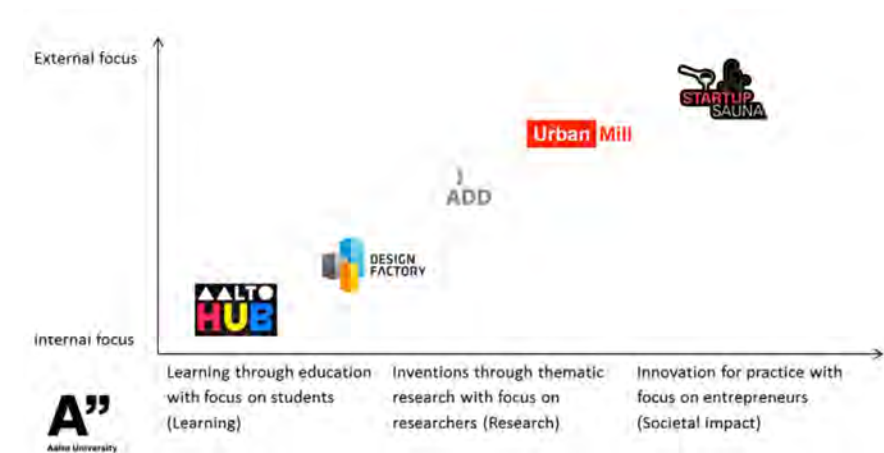 External focus
STARTUP
SAUNA
Urban Mill
ADD
DESIGN
FACTORY
AALTO
HUB
Internal focus
Learning through education
with focus on students
(Learning)
Inventions through thematic
research with focus on
researchers (Research)
Innovation for practice with
focus on entrepreneurs
(Societal Impact)
A”
Aalto University